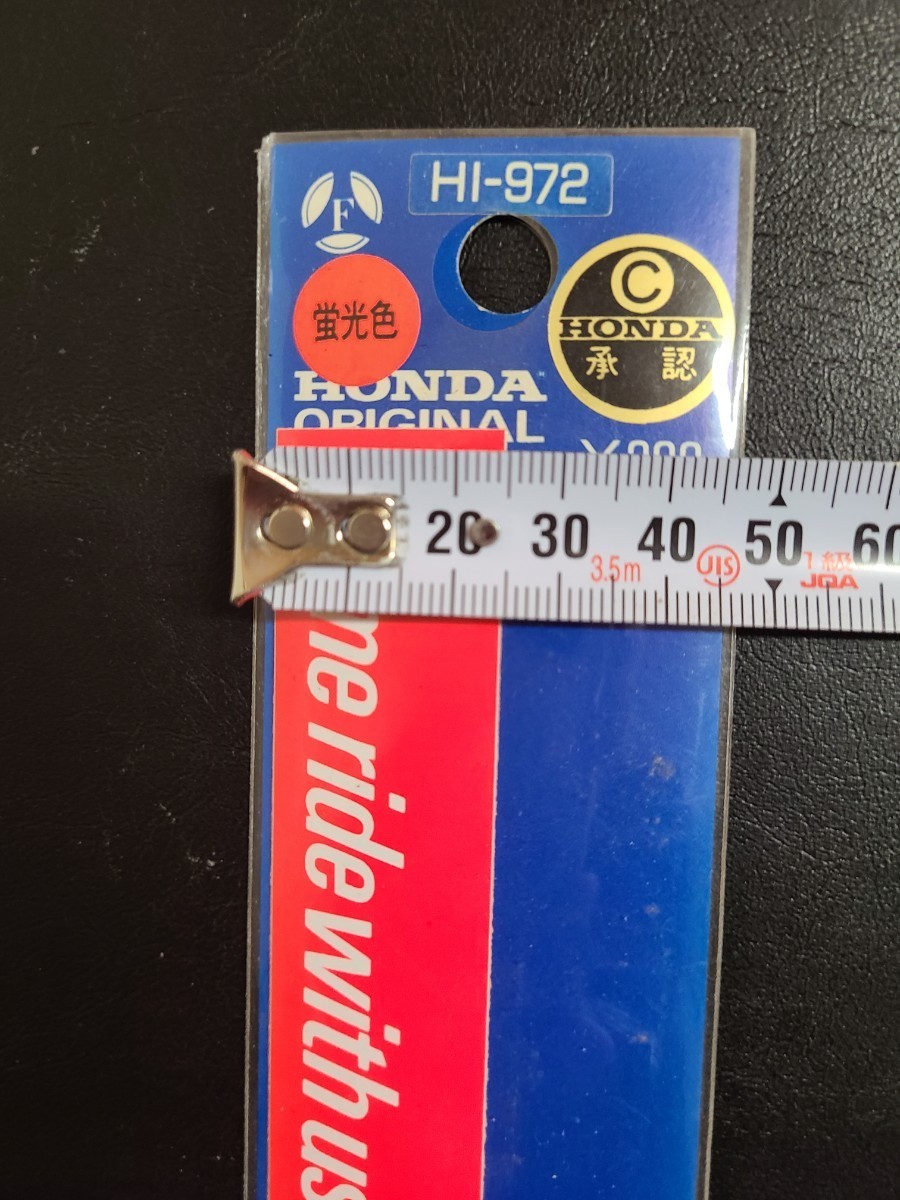 HI-972
F
蛍光色
C
HONDA
承 認
HONDA
ORIGINAL
20 30 40 50 60
3.5m JIS 1級
JQA
me ride with us